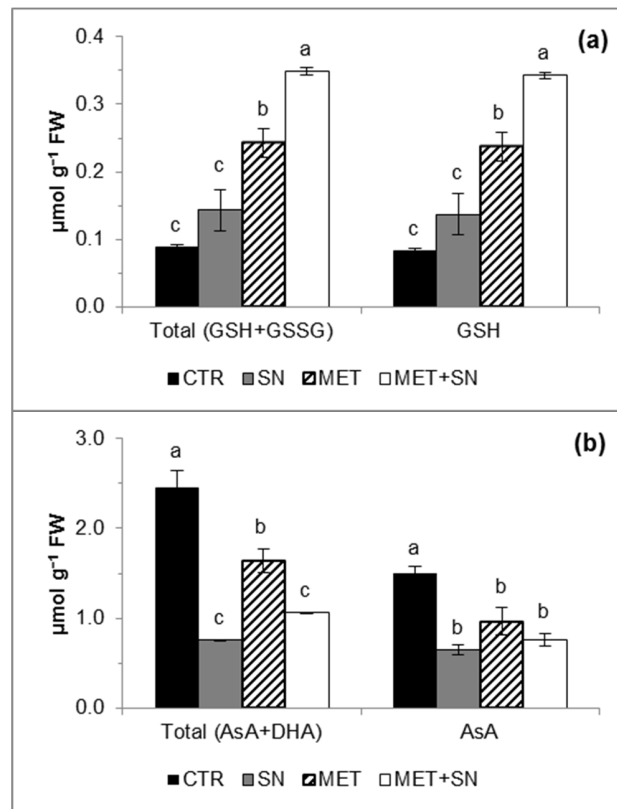 (a)
µmol g⁻¹ FW
0.4
0.3
0.2
0.1
0.0
c
c
b
a
c
c
b
a
Total (GSH+GSSG)
GSH
CTR SN MET MET+SN
(b)
µmol g⁻¹ FW
3.0
2.0
1.0
0.0
a
c
b
c
a
b
b
b
Total (AsA+DHA)
AsA
CTR SN MET MET+SN